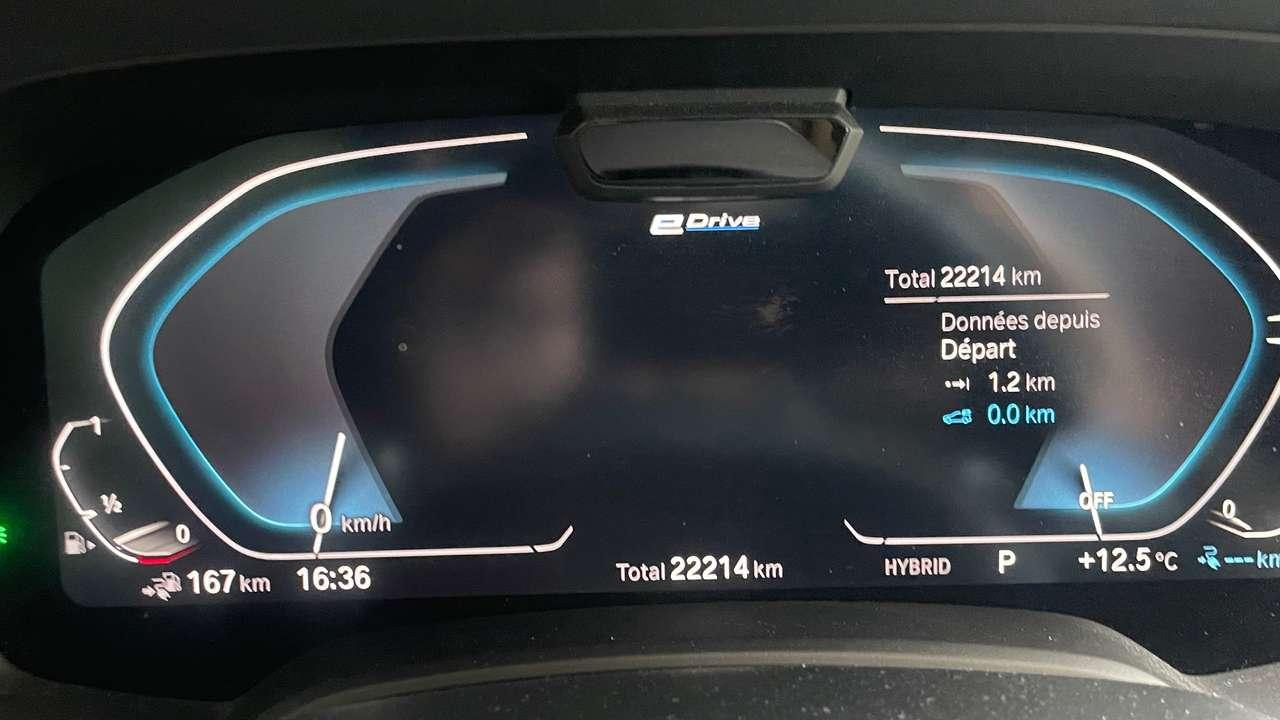 eDrive
Total 22214 km
Données depuis
Départ
1.2 km
0.0 km
1/2
0
0 km/h
OFF
0
167 km
16:36
Total 22214 km
HYBRID
P
+12.5 °C
--- km